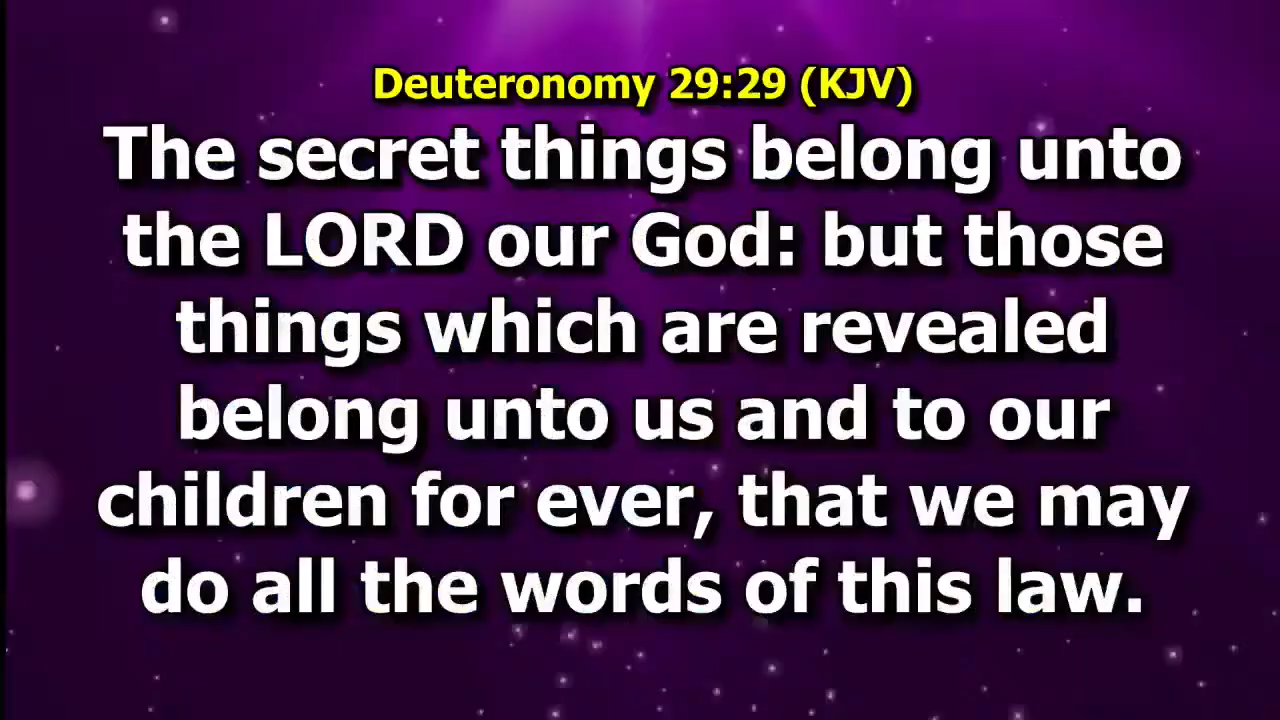 Deuteronomy 29:29 (KJV)
The secret things belong unto
the LORD our God: but those
things which are revealed
belong unto us and to our
children for ever, that we may
do all the words of this law.